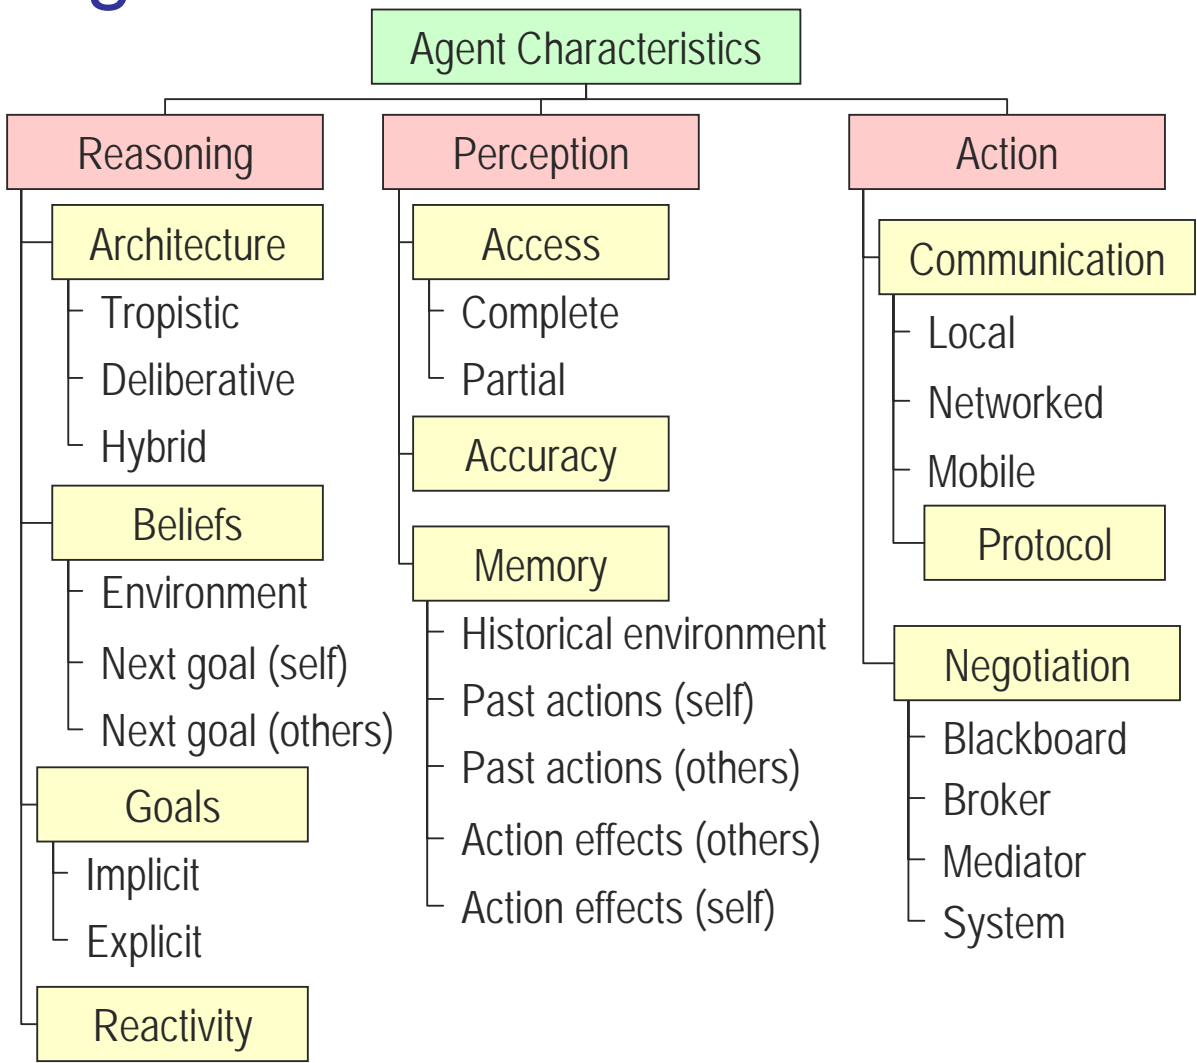 Agent Characteristics
Reasoning
Architecture
Tropistic
Deliberative
Hybrid
Beliefs
Environment
Next goal (self)
Next goal (others)
Goals
Implicit
Explicit
Reactivity
Perception
Access
Complete
Partial
Accuracy
Memory
Historical environment
Past actions (self)
Past actions (others)
Action effects (others)
Action effects (self)
Action
Communication
Local
Networked
Mobile
Protocol
Negotiation
Blackboard
Broker
Mediator
System